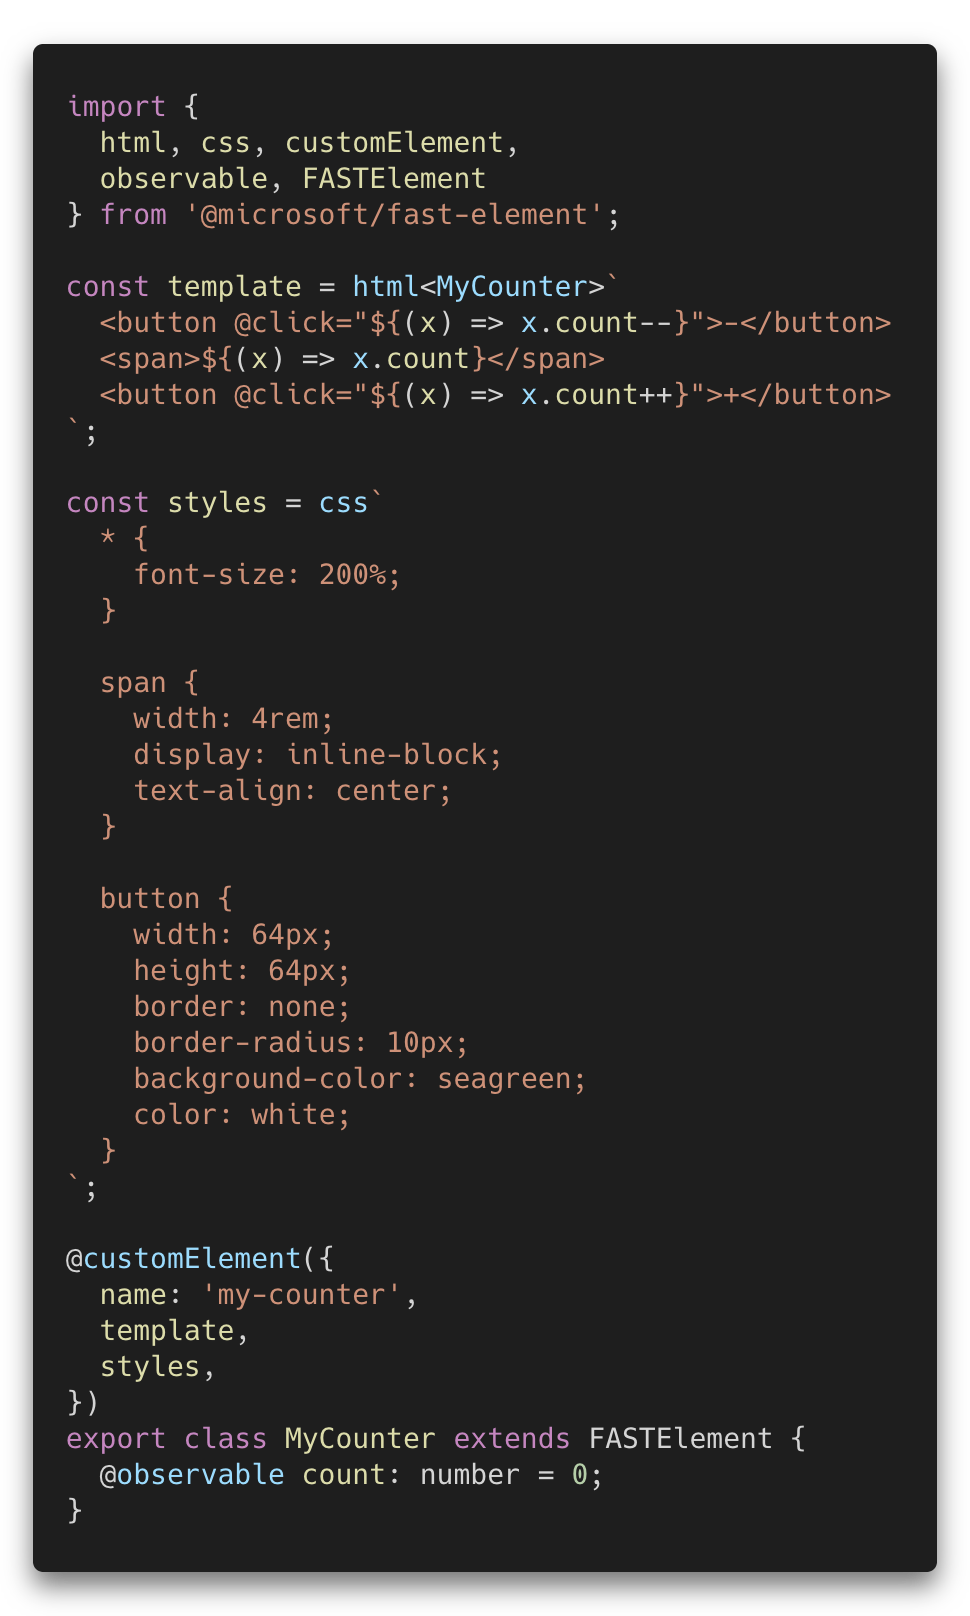 import {
  html, css, customElement,
  observable, FASTElement
} from '@microsoft/fast-element';

const template = html<MyCounter>`
  <button @click="${(x) => x.count--}">-</button>
  <span>${(x) => x.count}</span>
  <button @click="${(x) => x.count++}">+</button>
`;

const styles = css`
  * {
    font-size: 200%;
  }

  span {
    width: 4rem;
    display: inline-block;
    text-align: center;
  }

  button {
    width: 64px;
    height: 64px;
    border: none;
    border-radius: 10px;
    background-color: seagreen;
    color: white;
  }
`;

@customElement({
  name: 'my-counter',
  template,
  styles,
})
export class MyCounter extends FASTElement {
  @observable count: number = 0;
}